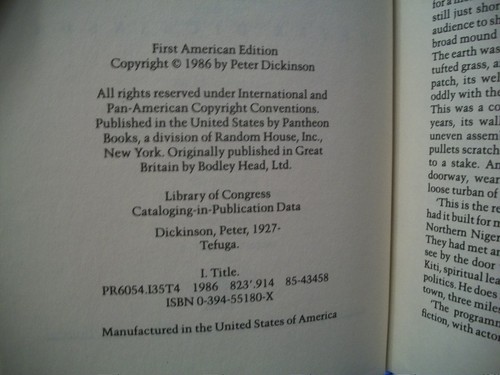 First American Edition
Copyright © 1986 by Peter Dickinson
All rights reserved under International and
Pan-American Copyright Conventions.
Published in the United States by Pantheon
Books, a division of Random House, Inc.,
New York. Originally published in Great
Britain by Bodley Head, Ltd.
Library of Congress
Cataloging-in-Publication Data
Dickinson, Peter, 1927-
Tefuga.
I. Title.
PR6054.I35T4 1986 823'.914 85-43458
ISBN 0-394-55180-X
Manufactured in the United States of America
still just shor
audience to sh
broad mound
The earth was
tufted grass, a
patch, its wel
oddly with the
This was a co
years, its wal
uneven assem
pullets scratch
to a stake. An
doorway, wear
loose turban of
'This is the re
had it built for m
Northern Niger
They had met an
see by the door
Kiti, spiritual lea
politics. He does
town, three miles
'The programm
fiction, with acto